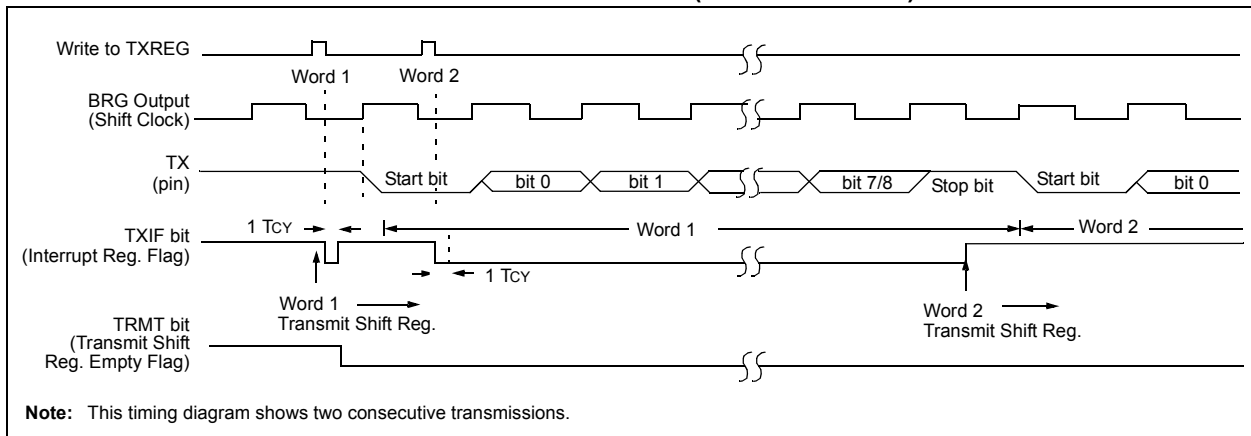 Write to TXREG
Word 1
Word 2
BRG Output
(Shift Clock)
TX
(pin)
Start bit
bit 0
bit 1
bit 7/8
Stop bit
Start bit
bit 0
1 TCY
TXIF bit
(Interrupt Reg. Flag)
Word 1
Word 2
1 TCY
Word 1
Transmit Shift Reg.
Word 2
Transmit Shift Reg.
TRMT bit
(Transmit Shift
Reg. Empty Flag)
Note: This timing diagram shows two consecutive transmissions.